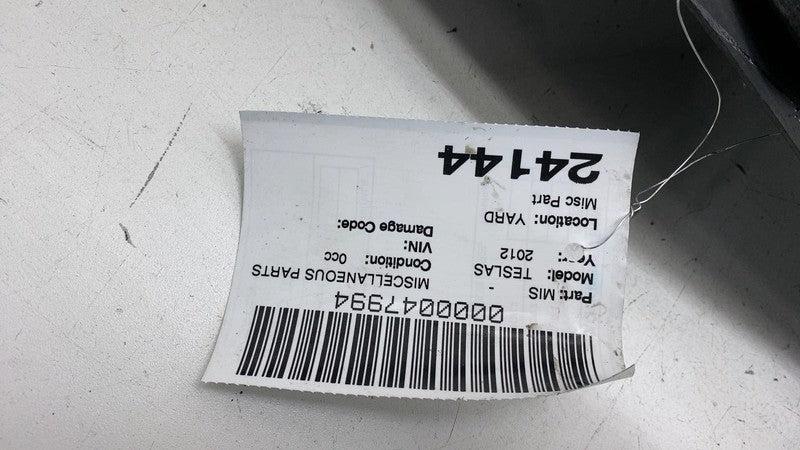 0000047994
Part: MIS - MISCELLANEOUS PARTS
Model: TESLAS Condition: 0cc
Year: 2012 VIN:
Location: YARD Damage Code:
Misc Part
24144